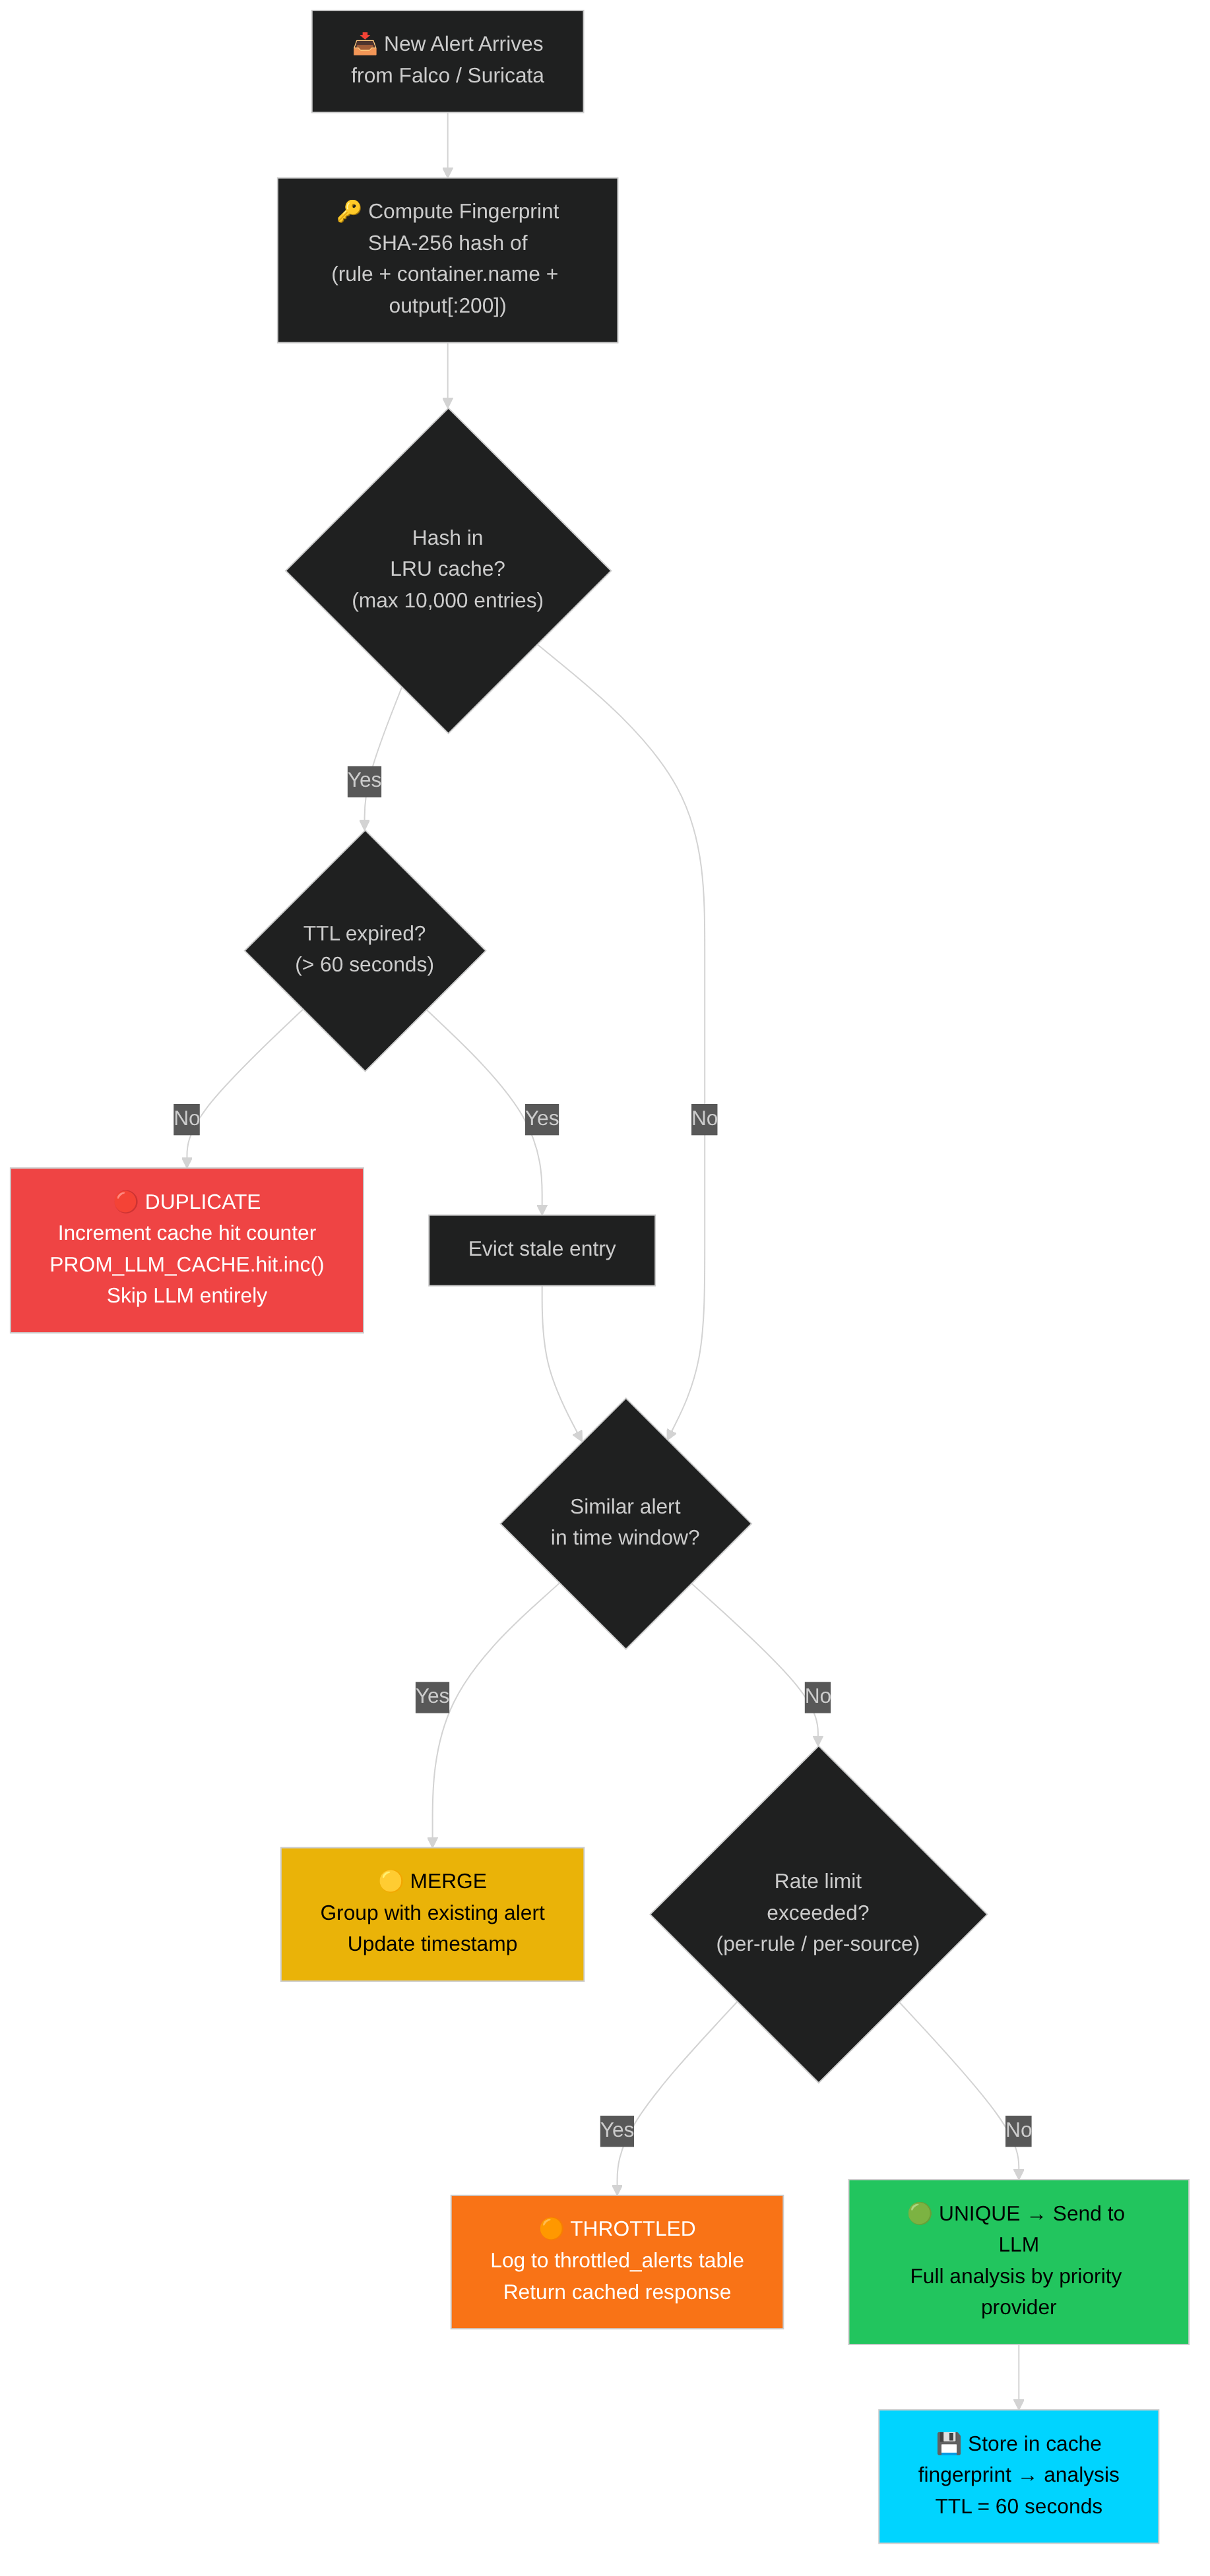 📥 New Alert Arrives
from Falco / Suricata
🔑 Compute Fingerprint
SHA-256 hash of
(rule + container.name +
output[:200])
Hash in
LRU cache?
(max 10,000 entries)
Yes
No
TTL expired?
(> 60 seconds)
No
Yes
🔴 DUPLICATE
Increment cache hit counter
PROM_LLM_CACHE.hit.inc()
Skip LLM entirely
Evict stale entry
Similar alert
in time window?
Yes
No
🟡 MERGE
Group with existing alert
Update timestamp
Rate limit
exceeded?
(per-rule / per-source)
Yes
No
🟠 THROTTLED
Log to throttled_alerts table
Return cached response
🟢 UNIQUE → Send to
LLM
Full analysis by priority
provider
💾 Store in cache
fingerprint → analysis
TTL = 60 seconds